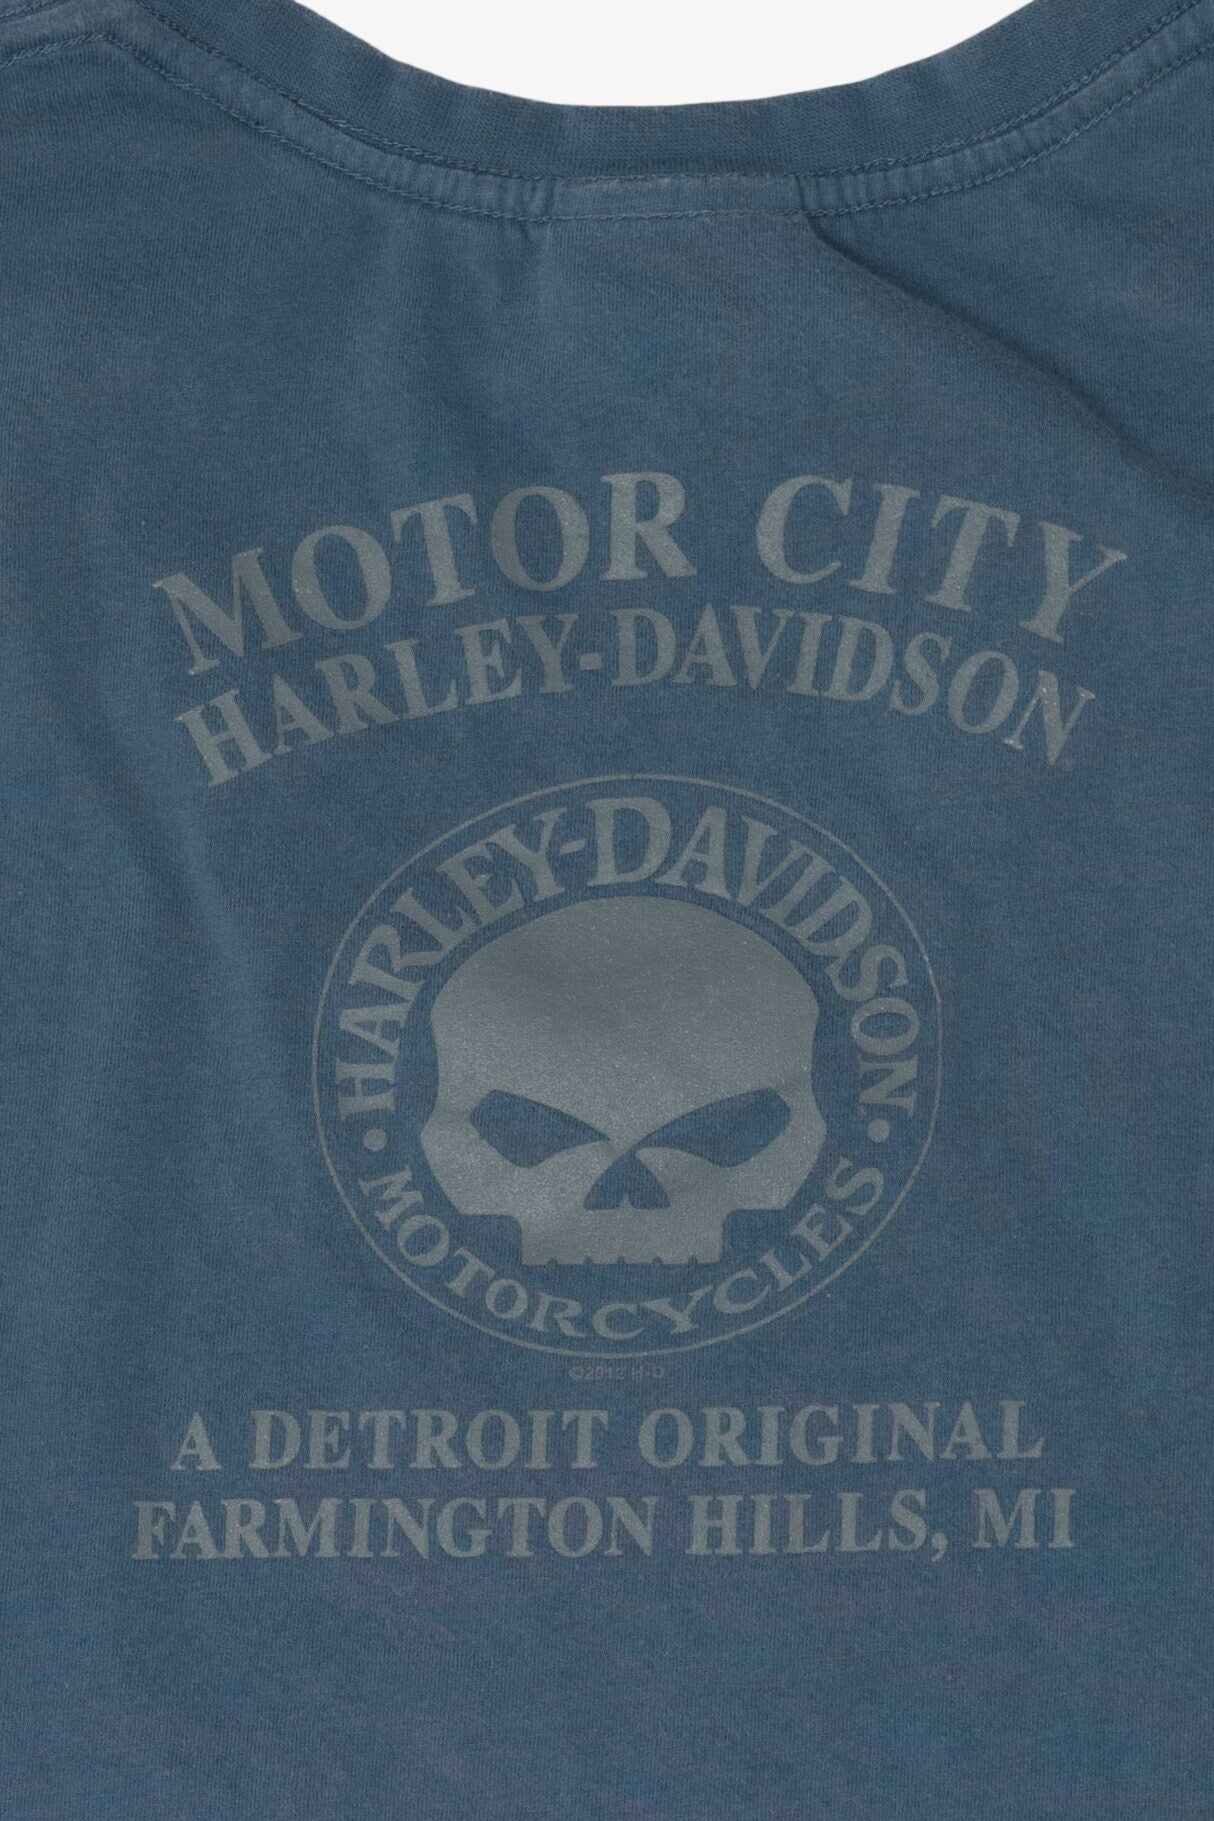 MOTOR CITY
HARLEY-DAVIDSON
HARLEY-DAVIDSON
• MOTORCYCLES •
©2012 H-D
A DETROIT ORIGINAL
FARMINGTON HILLS, MI